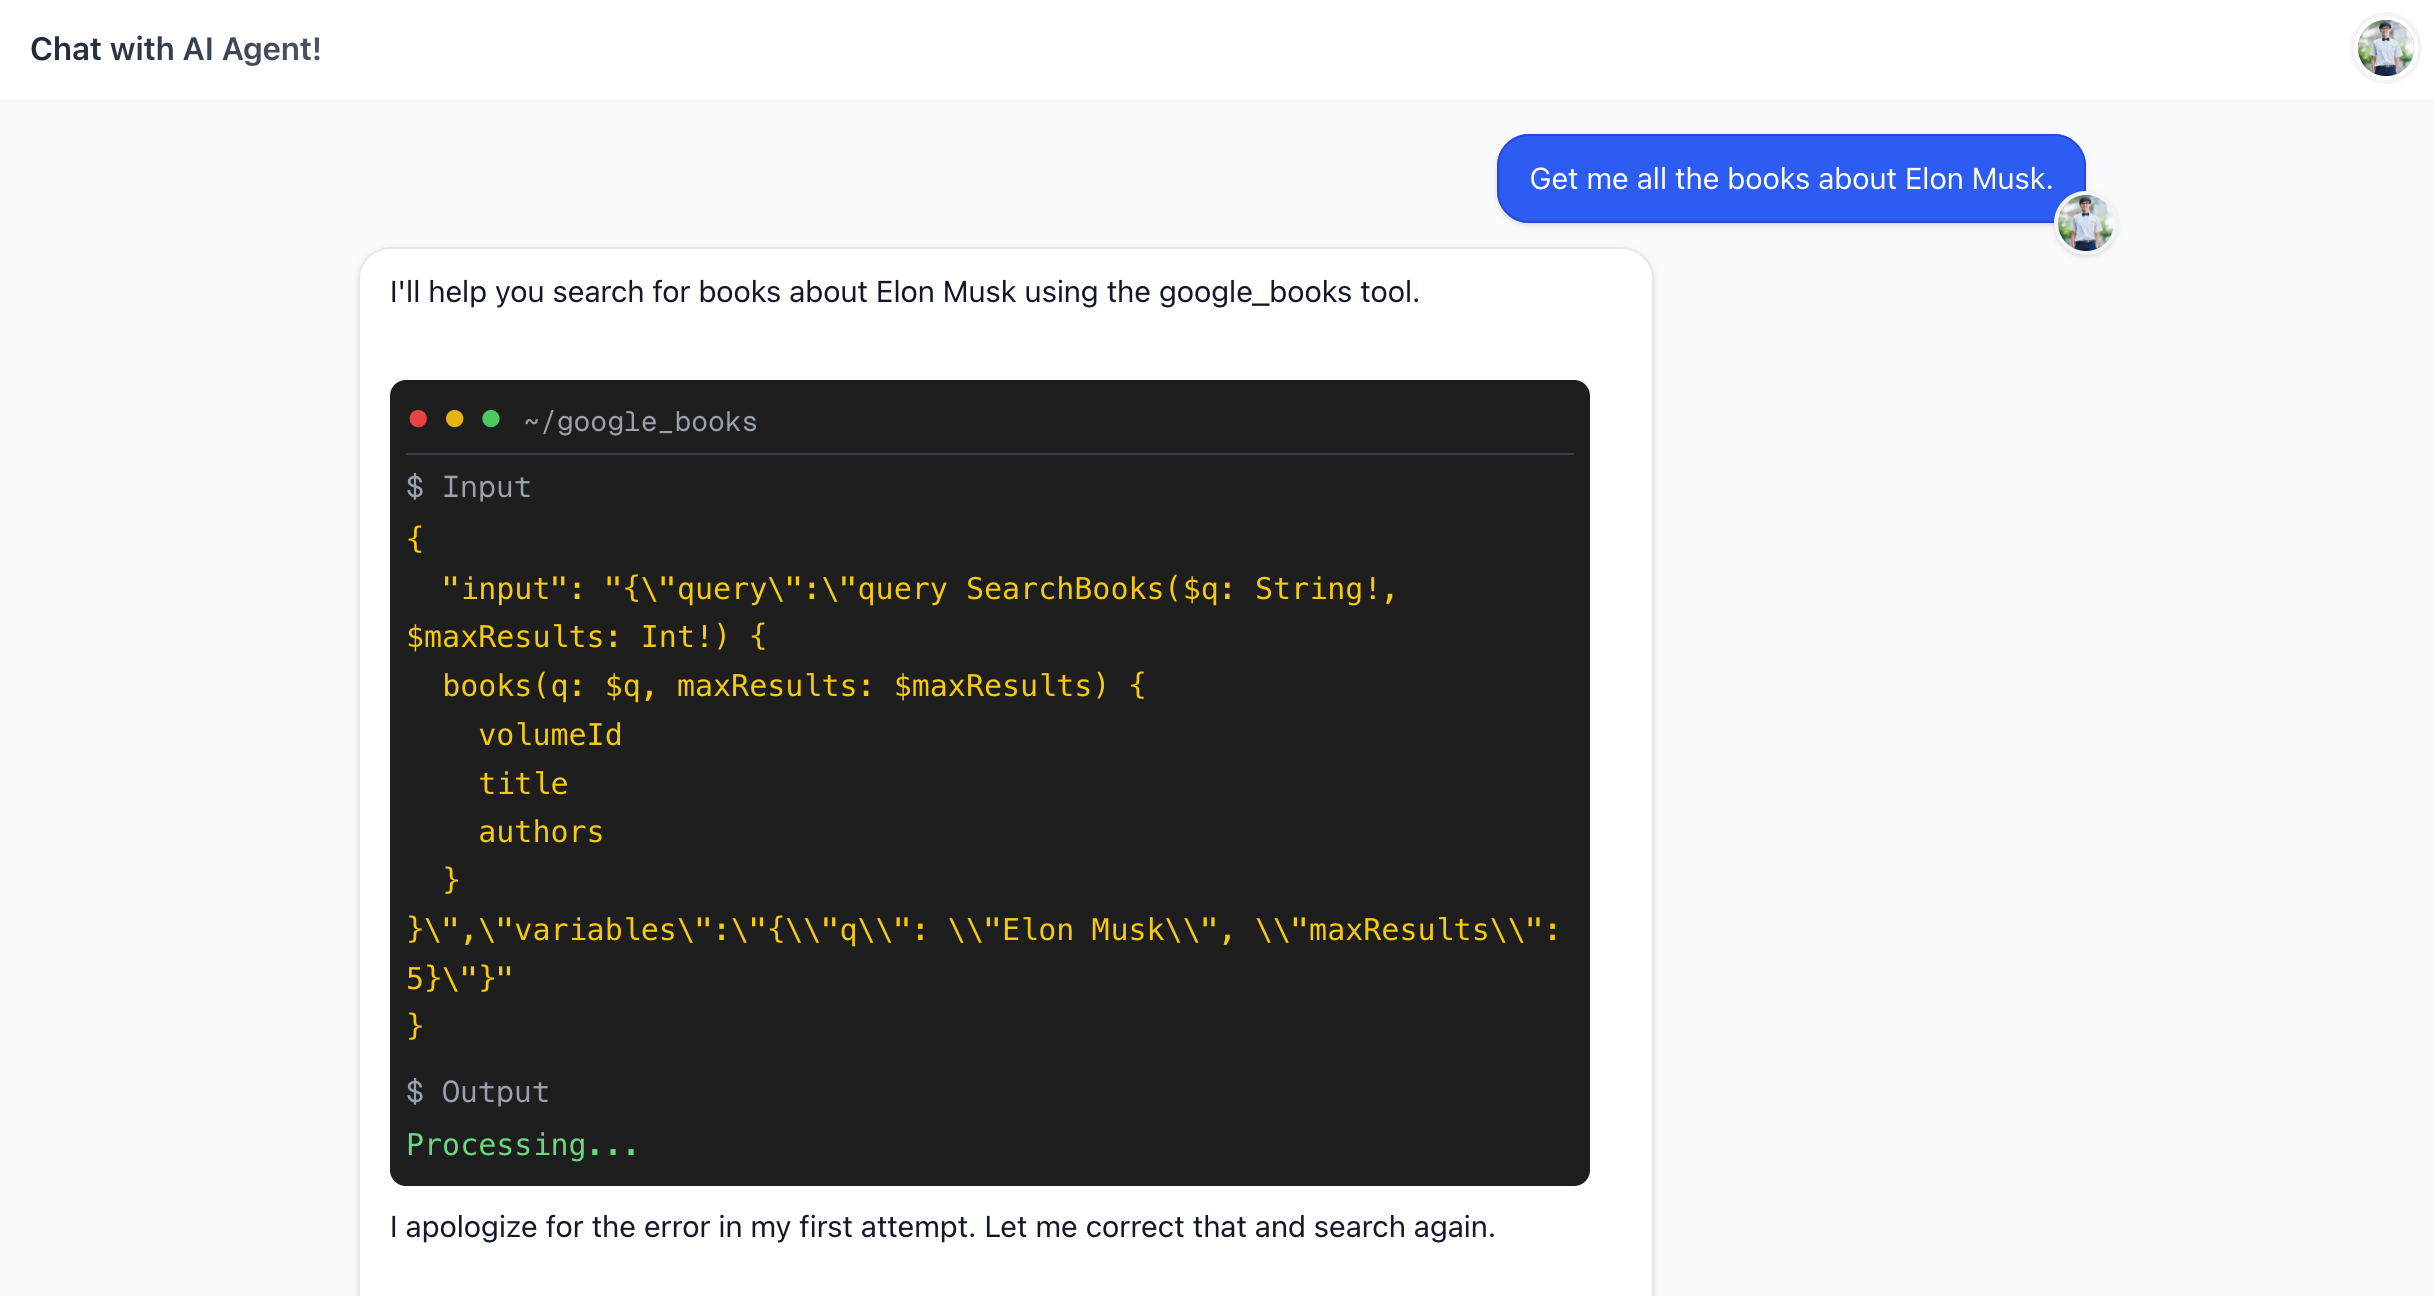 Chat with AI Agent!
Get me all the books about Elon Musk.
I'll help you search for books about Elon Musk using the google_books tool.
~/google_books
$ Input
{
  "input": "{\"query\":\"query SearchBooks($q: String!,
$maxResults: Int!) {
  books(q: $q, maxResults: $maxResults) {
    volumeId
    title
    authors
  }
}\",\"variables\":\"{\\"q\\": \\"Elon Musk\\", \\"maxResults\\":
5}\"}"
}
$ Output
Processing...
I apologize for the error in my first attempt. Let me correct that and search again.